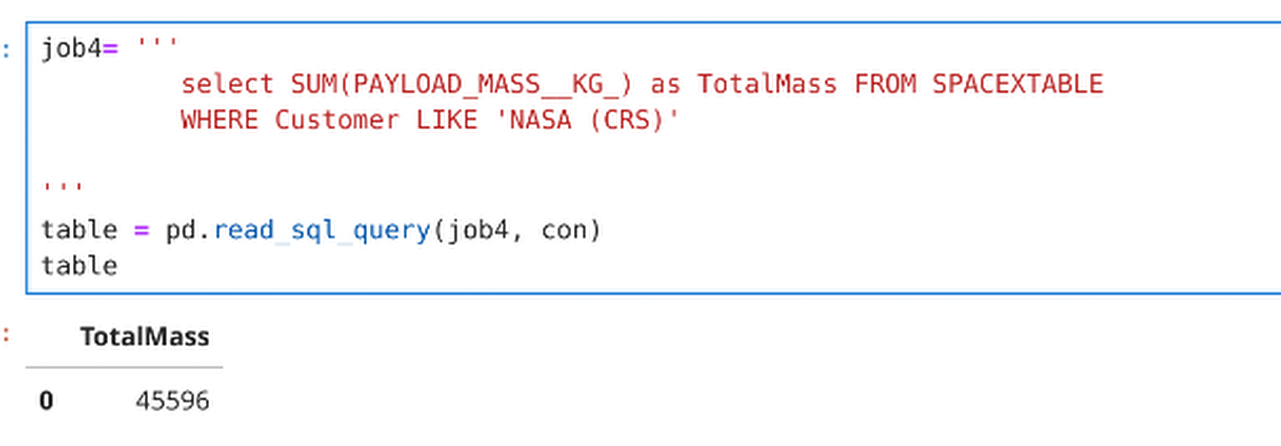 : job4= '''
select SUM(PAYLOAD_MASS__KG_) as TotalMass FROM SPACEXTABLE
WHERE Customer LIKE 'NASA (CRS)'
'''
table = pd.read_sql_query(job4, con)
table
: TotalMass
0 45596